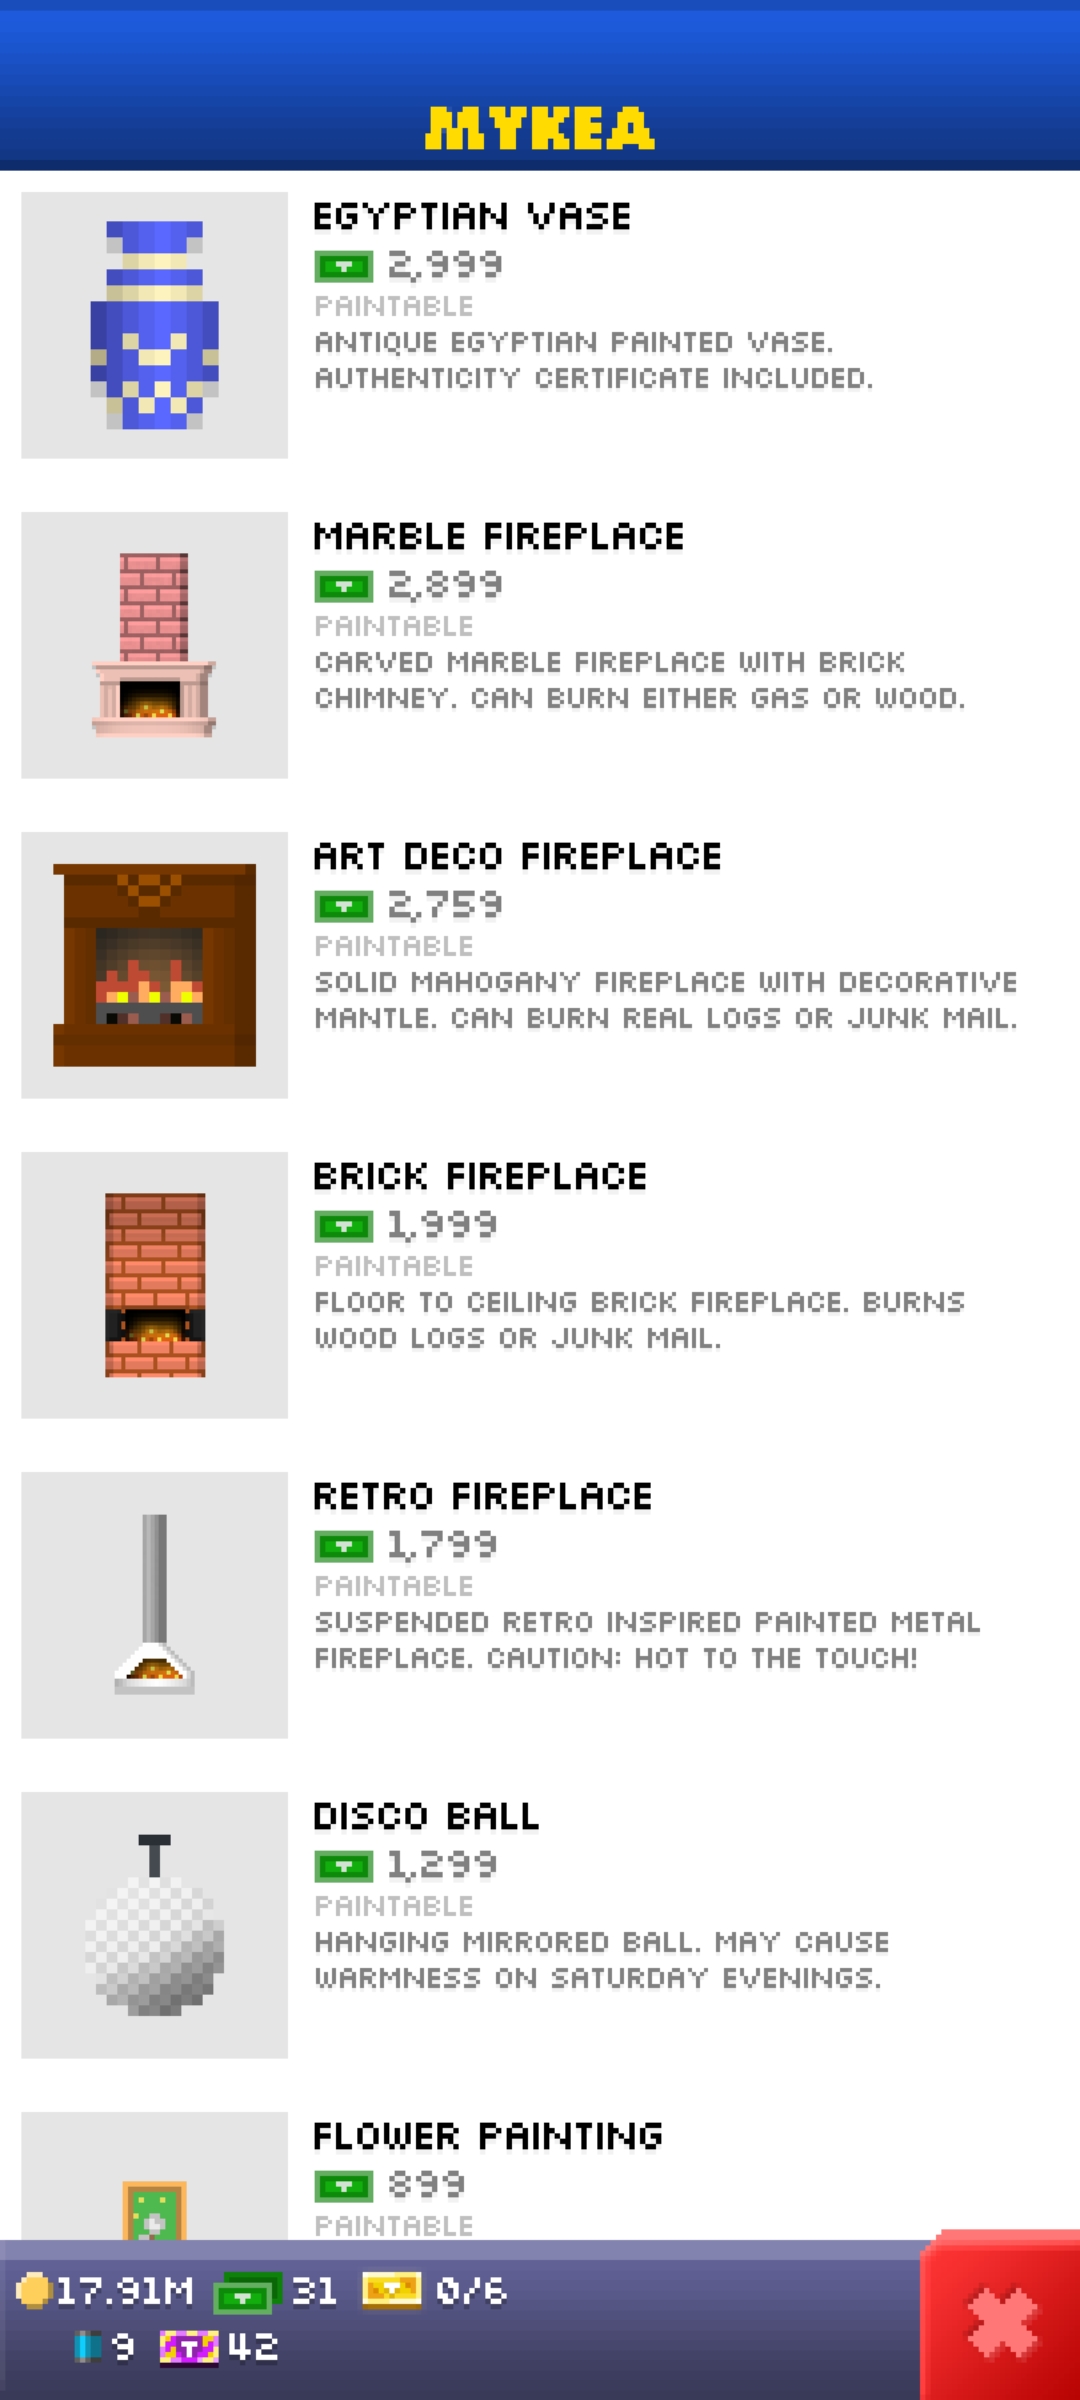 MYKEA
EGYPTIAN VASE
2,999
PAINTABLE
ANTIQUE EGYPTIAN PAINTED VASE.
AUTHENTICITY CERTIFICATE INCLUDED.
MARBLE FIREPLACE
2,899
PAINTABLE
CARVED MARBLE FIREPLACE WITH BRICK
CHIMNEY. CAN BURN EITHER GAS OR WOOD.
ART DECO FIREPLACE
2,759
PAINTABLE
SOLID MAHOGANY FIREPLACE WITH DECORATIVE
MANTLE. CAN BURN REAL LOGS OR JUNK MAIL.
BRICK FIREPLACE
1,999
PAINTABLE
FLOOR TO CEILING BRICK FIREPLACE. BURNS
WOOD LOGS OR JUNK MAIL.
RETRO FIREPLACE
1,799
PAINTABLE
SUSPENDED RETRO INSPIRED PAINTED METAL
FIREPLACE. CAUTION: HOT TO THE TOUCH!
DISCO BALL
1,299
PAINTABLE
HANGING MIRRORED BALL. MAY CAUSE
WARMNESS ON SATURDAY EVENINGS.
FLOWER PAINTING
899
PAINTABLE
17.91M 31 0/6
9 T 42